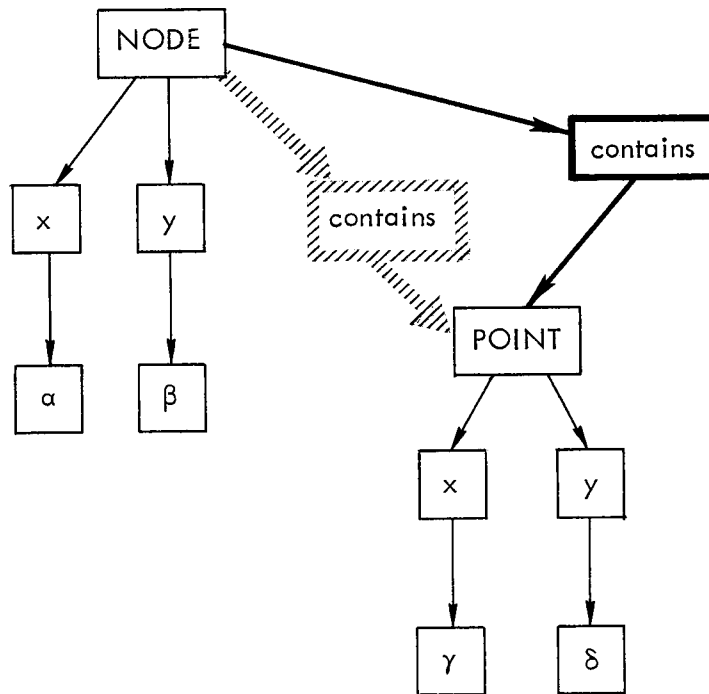 NODE
contains
x
y
contains
POINT
α
β
x
y
γ
δ